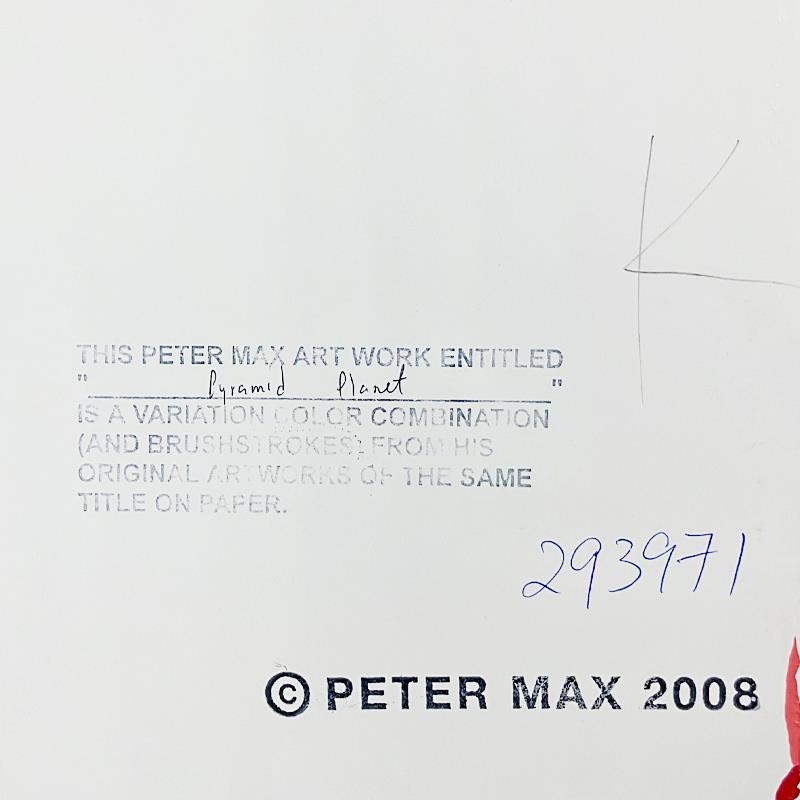 K
THIS PETER MAX ART WORK ENTITLED
" Pyramid Planet "
IS A VARIATION COLOR COMBINATION
(AND BRUSHSTROKES) FROM HIS
ORIGINAL ARTWORKS OF THE SAME
TITLE ON PAPER.
293971
© PETER MAX 2008